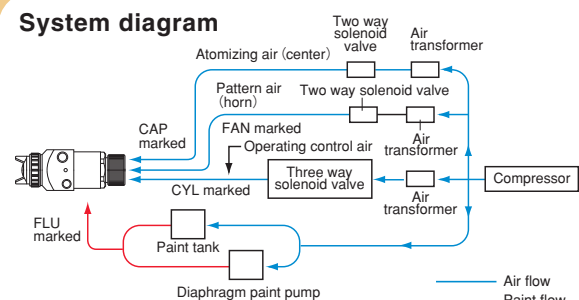 System diagram
Two way
solenoid
valve
Air
transformer
Atomizing air (center)
Pattern air
(horn)
Two way solenoid valve
CAP
marked
FAN marked
Air
transformer
Operating control air
Three way
solenoid valve
Compressor
CYL marked
Air
transformer
FLU
marked
Paint tank
Diaphragm paint pump
Air flow
Paint flow